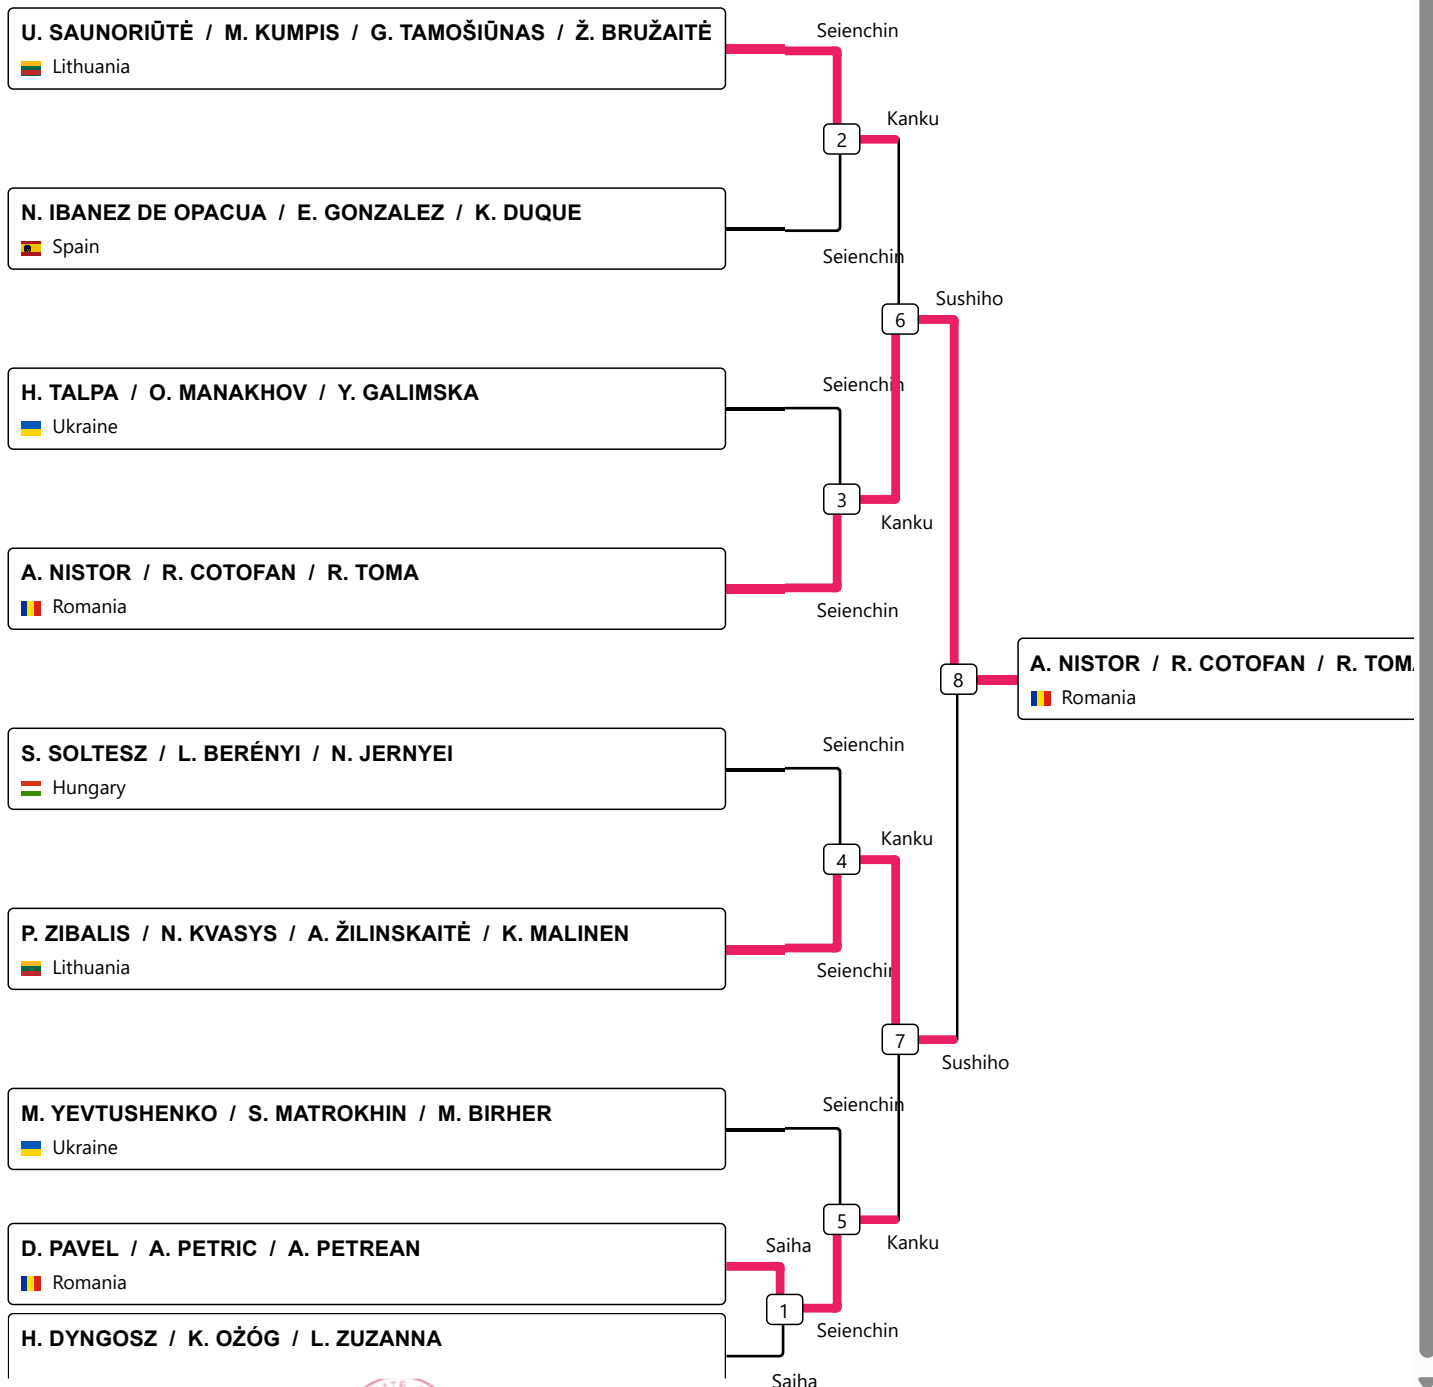 U. SAUNORIŪTĖ / M. KUMPIS / G. TAMOŠIŪNAS / Ž. BRUŽAITĖ
Lithuania
Seienchin
2
Kanku
N. IBANEZ DE OPACUA / E. GONZALEZ / K. DUQUE
Spain
Seienchin
6
Sushiho
H. TALPA / O. MANAKHOV / Y. GALIMSKA
Ukraine
Seienchin
3
Kanku
A. NISTOR / R. COTOFAN / R. TOMA
Romania
Seienchin
8
A. NISTOR / R. COTOFAN / R. TOM
Romania
S. SOLTESZ / L. BERÉNYI / N. JERNYEI
Hungary
Seienchin
4
Kanku
P. ZIBALIS / N. KVASYS / A. ŽILINSKAITĖ / K. MALINEN
Lithuania
Seienchin
7
Sushiho
M. YEVTUSHENKO / S. MATROKHIN / M. BIRHER
Ukraine
Seienchin
5
Kanku
D. PAVEL / A. PETRIC / A. PETREAN
Romania
Saiha
1
Seienchin
H. DYNGOSZ / K. OŻÓG / L. ZUZANNA
Saiha